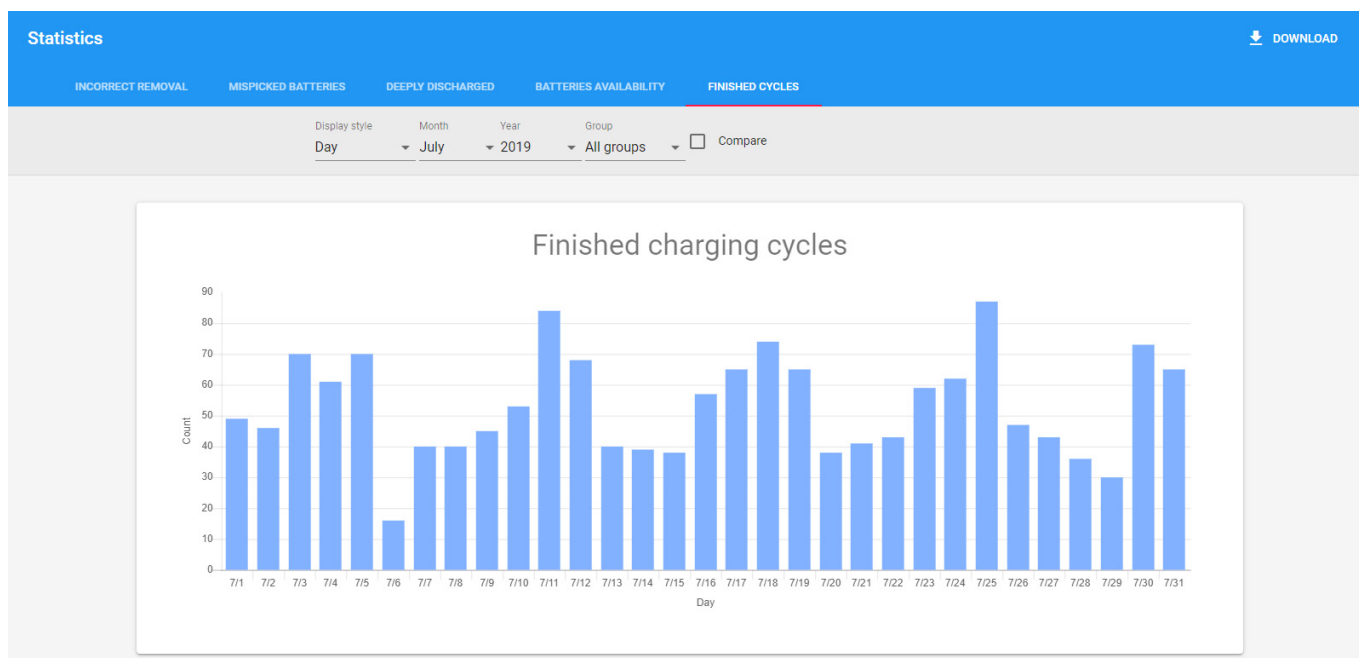 Statistics
DOWNLOAD
INCORRECT REMOVAL MISPICKED BATTERIES DEEPLY DISCHARGED BATTERIES AVAILABILITY FINISHED CYCLES
Display style Month Year Group
Day July 2019 All groups Compare
Finished charging cycles
90
80
70
60
50
40
30
20
10
0
Count
7/1 7/2 7/3 7/4 7/5 7/6 7/7 7/8 7/9 7/10 7/11 7/12 7/13 7/14 7/15 7/16 7/17 7/18 7/19 7/20 7/21 7/22 7/23 7/24 7/25 7/26 7/27 7/28 7/29 7/30 7/31
Day